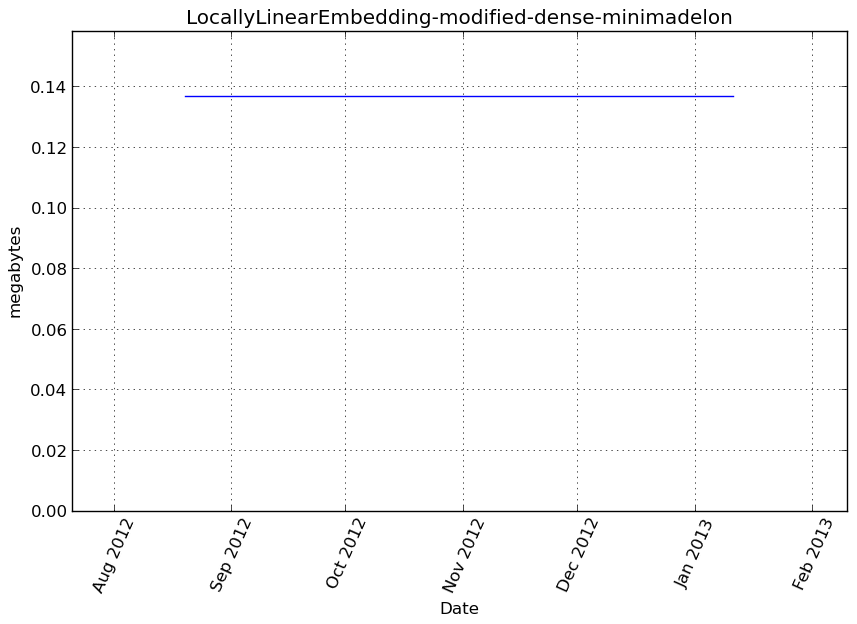 LocallyLinearEmbedding-modified-dense-minimadelon
0.14
0.12
0.10
0.08
0.06
0.04
0.02
0.00
megabytes
Aug 2012
Sep 2012
Oct 2012
Nov 2012
Dec 2012
Jan 2013
Feb 2013
Date